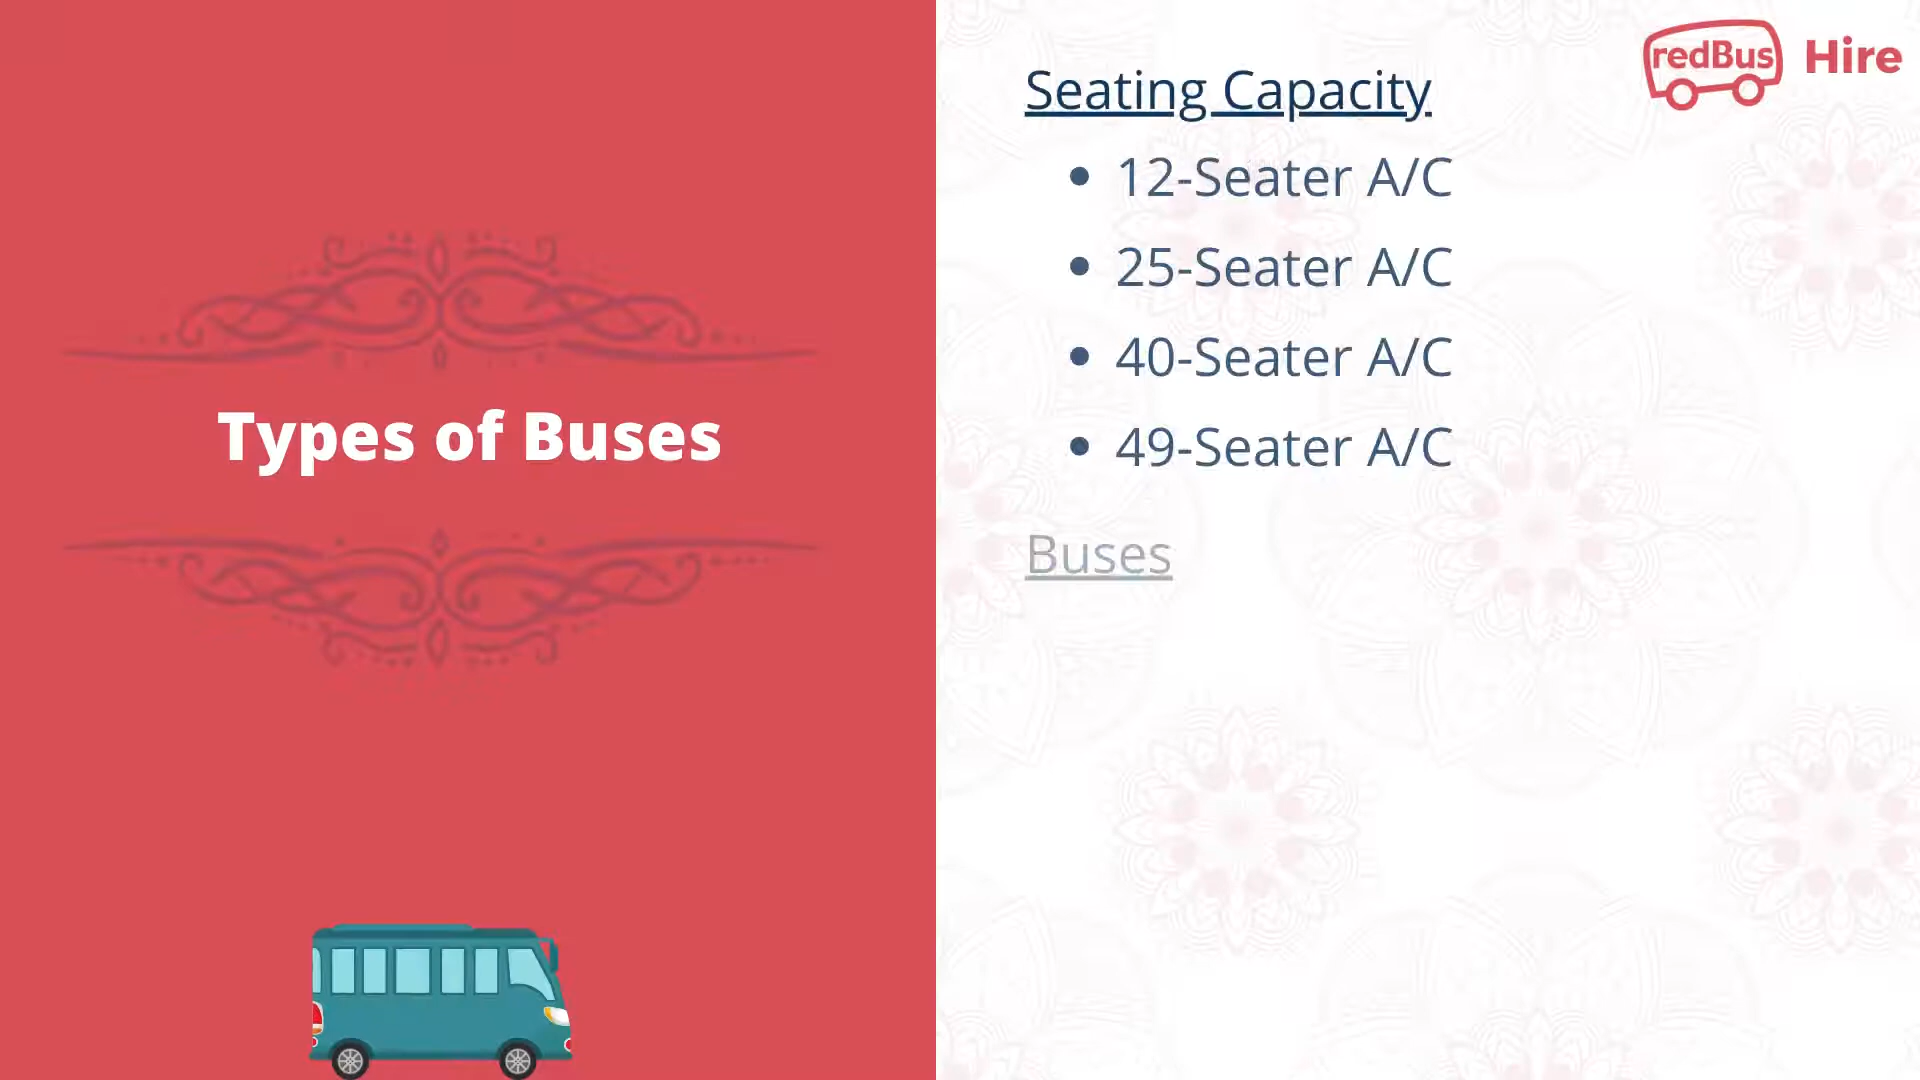 redBus Hire
Seating Capacity
12-Seater A/C
25-Seater A/C
40-Seater A/C
49-Seater A/C
Types of Buses
Buses